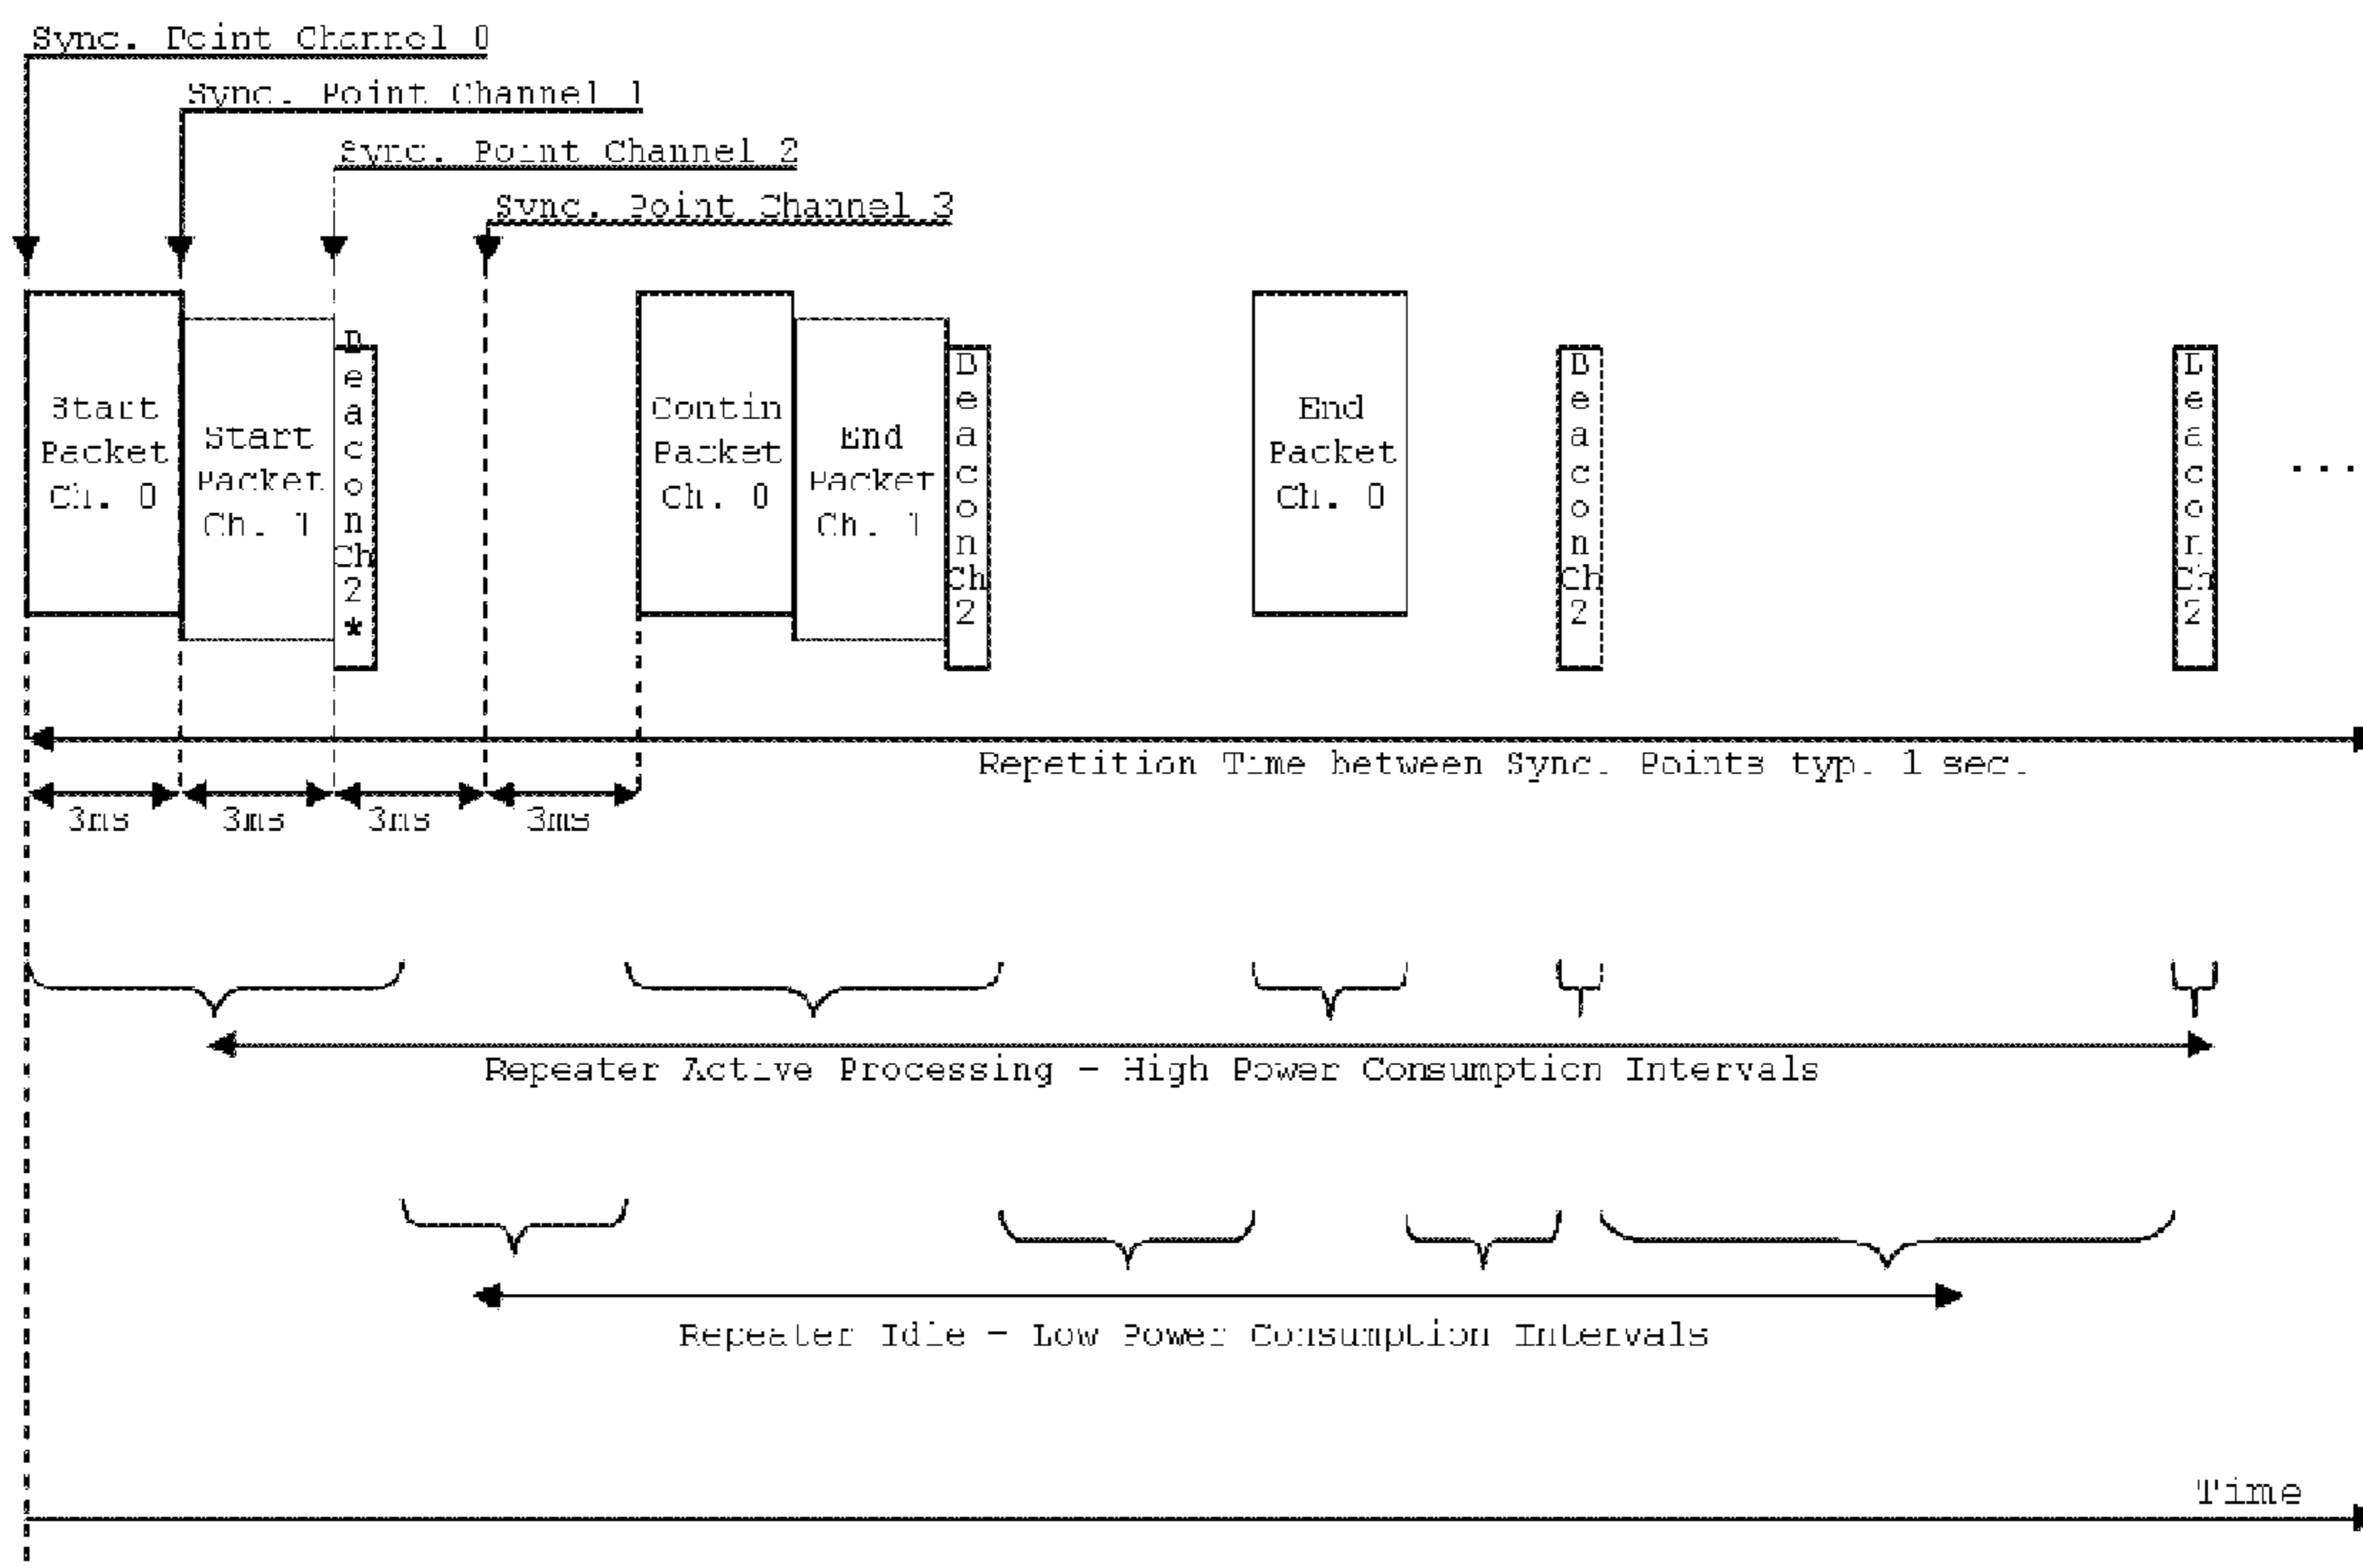 Sync. Point Channel 0
Sync. Point Channel 1
Sync. Point Channel 2
Sync. Point Channel 3
Start
Packet
Ch. 0
Start
Packet
Ch. 1
Beacon
Ch
2
*
Contin
Packet
Ch. 0
End
Packet
Ch. 1
Beacon
Ch
2
End
Packet
Ch. 0
Beacon
Ch
2
Beacon
Ch
2
...
Repetition Time between Sync. Points typ. 1 sec.
3ms
3ms
3ms
3ms
Repeater Active Processing - High Power Consumption Intervals
Repeater Idle - Low Power Consumption Intervals
Time